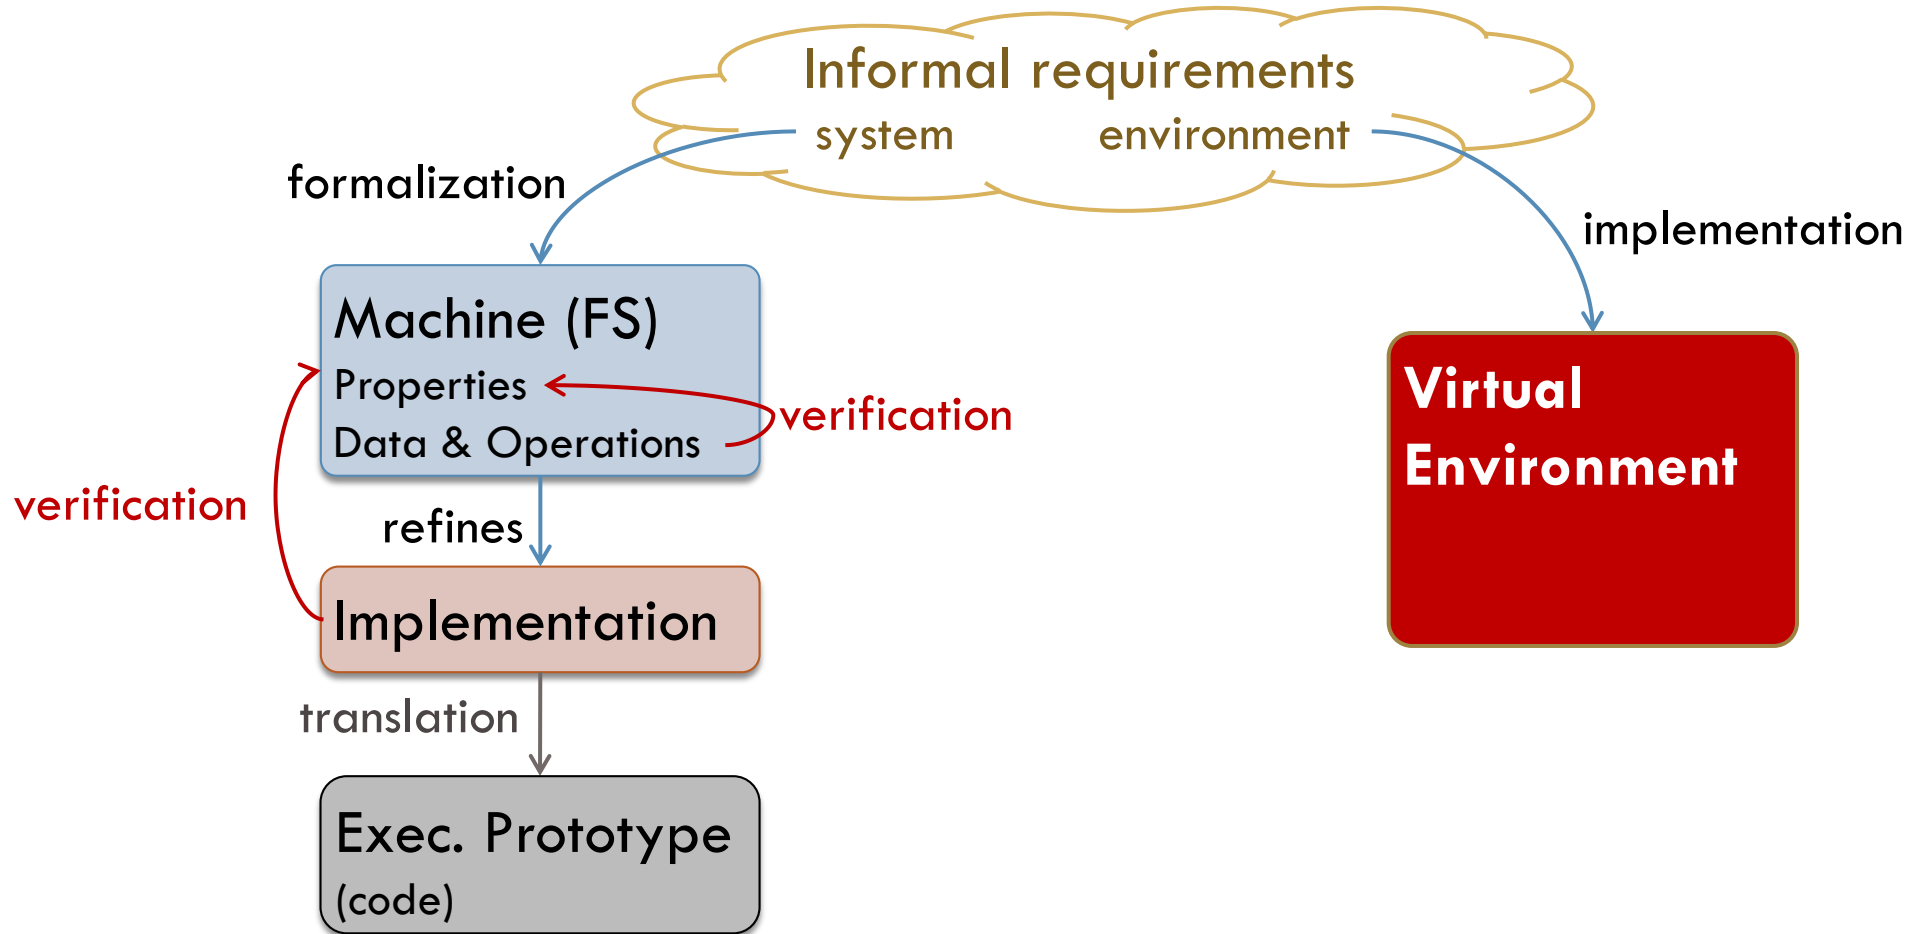 Informal requirements
system environment
formalization
implementation
Machine (FS)
Properties
Data & Operations
verification
verification
refines
Implementation
translation
Exec. Prototype
(code)
Virtual
Environment